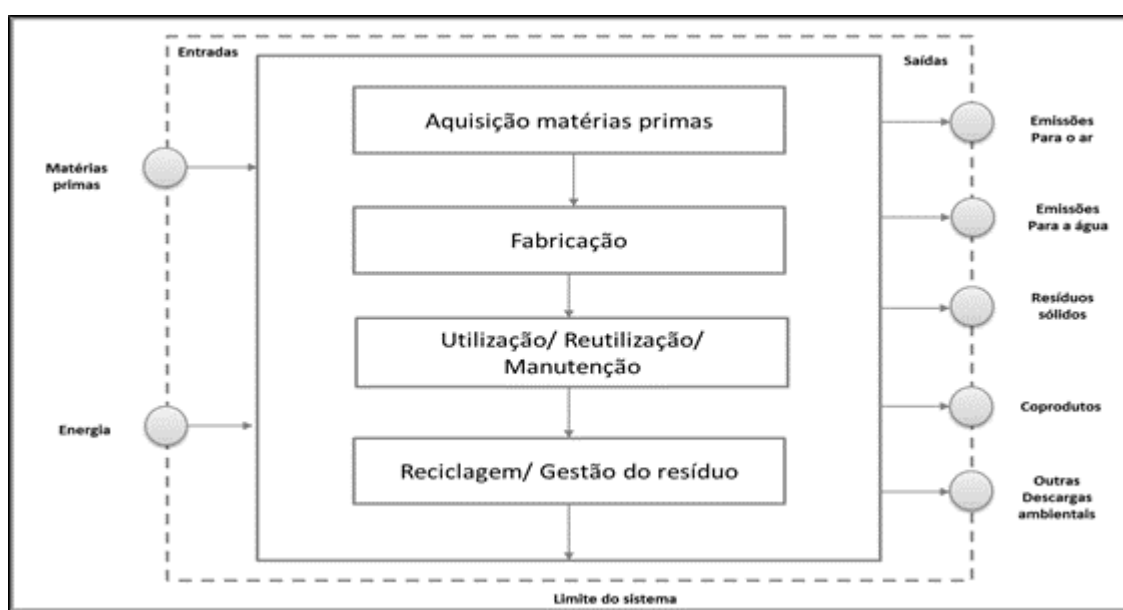 Entradas
Saídas
Aquisição matérias primas
Emissões
Para o ar
Matérias
primas
Fabricação
Emissões
Para a água
Utilização/ Reutilização/
Manutenção
Resíduos
sólidos
Energia
Coprodutos
Reciclagem/ Gestão do resíduo
Outras
Descargas
ambientais
Limite do sistema